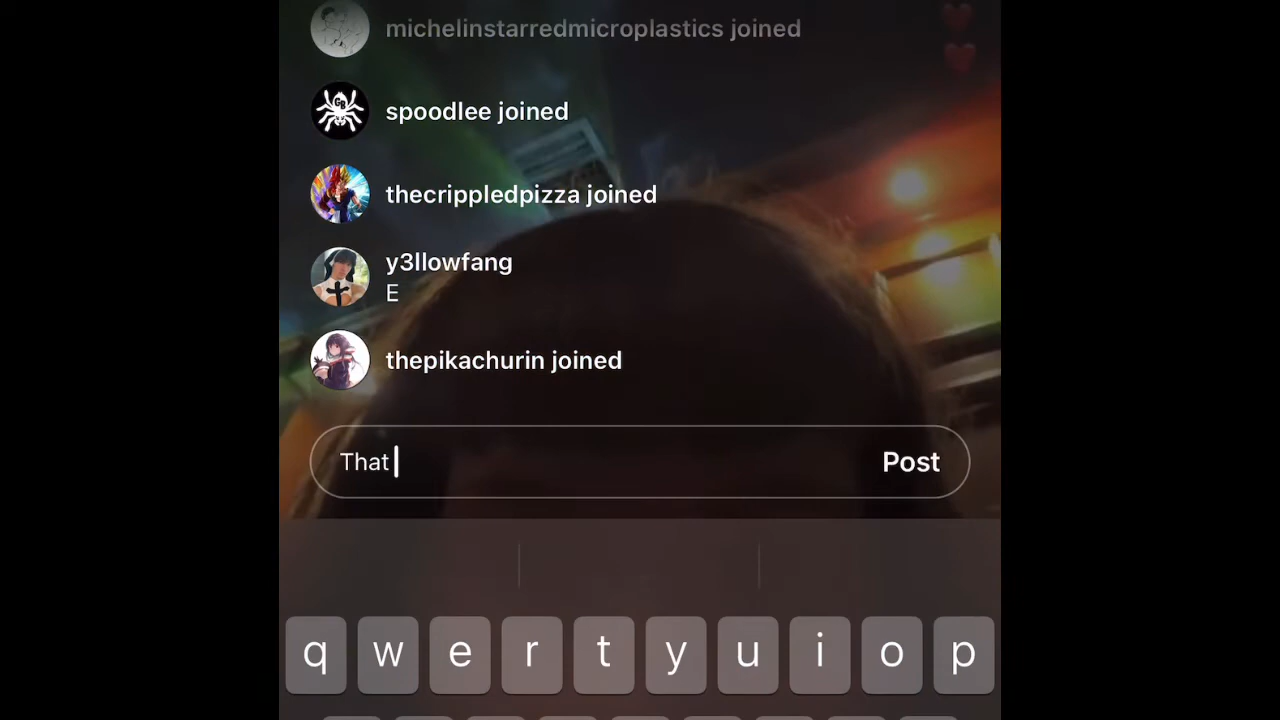 michelinstarredmicroplastics joined
spoodlee joined
thecrippledpizza joined
y3llowfang
E
thepikachurin joined
That
Post
q w e r t y u i o p